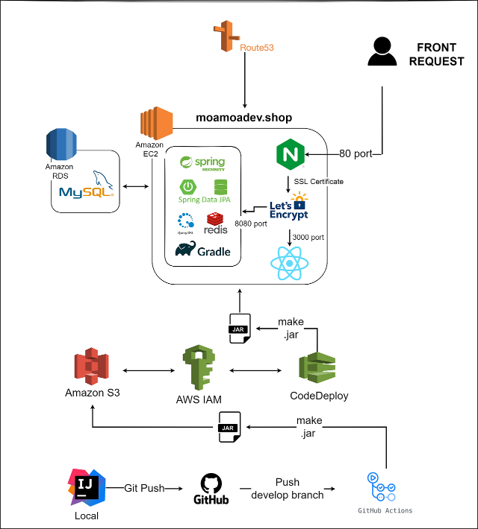 Route53
FRONT
REQUEST
moamoadev.shop
Amazon
EC2
Amazon
RDS
MySQL
spring
SECURITY
Spring Data JPA
redis
Gradle
N
80 port
SSL Certificate
Let's
Encrypt
8080 port
3000 port
JAR
make
.jar
Amazon S3
AWS IAM
CodeDeploy
JAR
make
.jar
IJ
Local
Git Push
GitHub
Push
develop branch
GitHub Actions